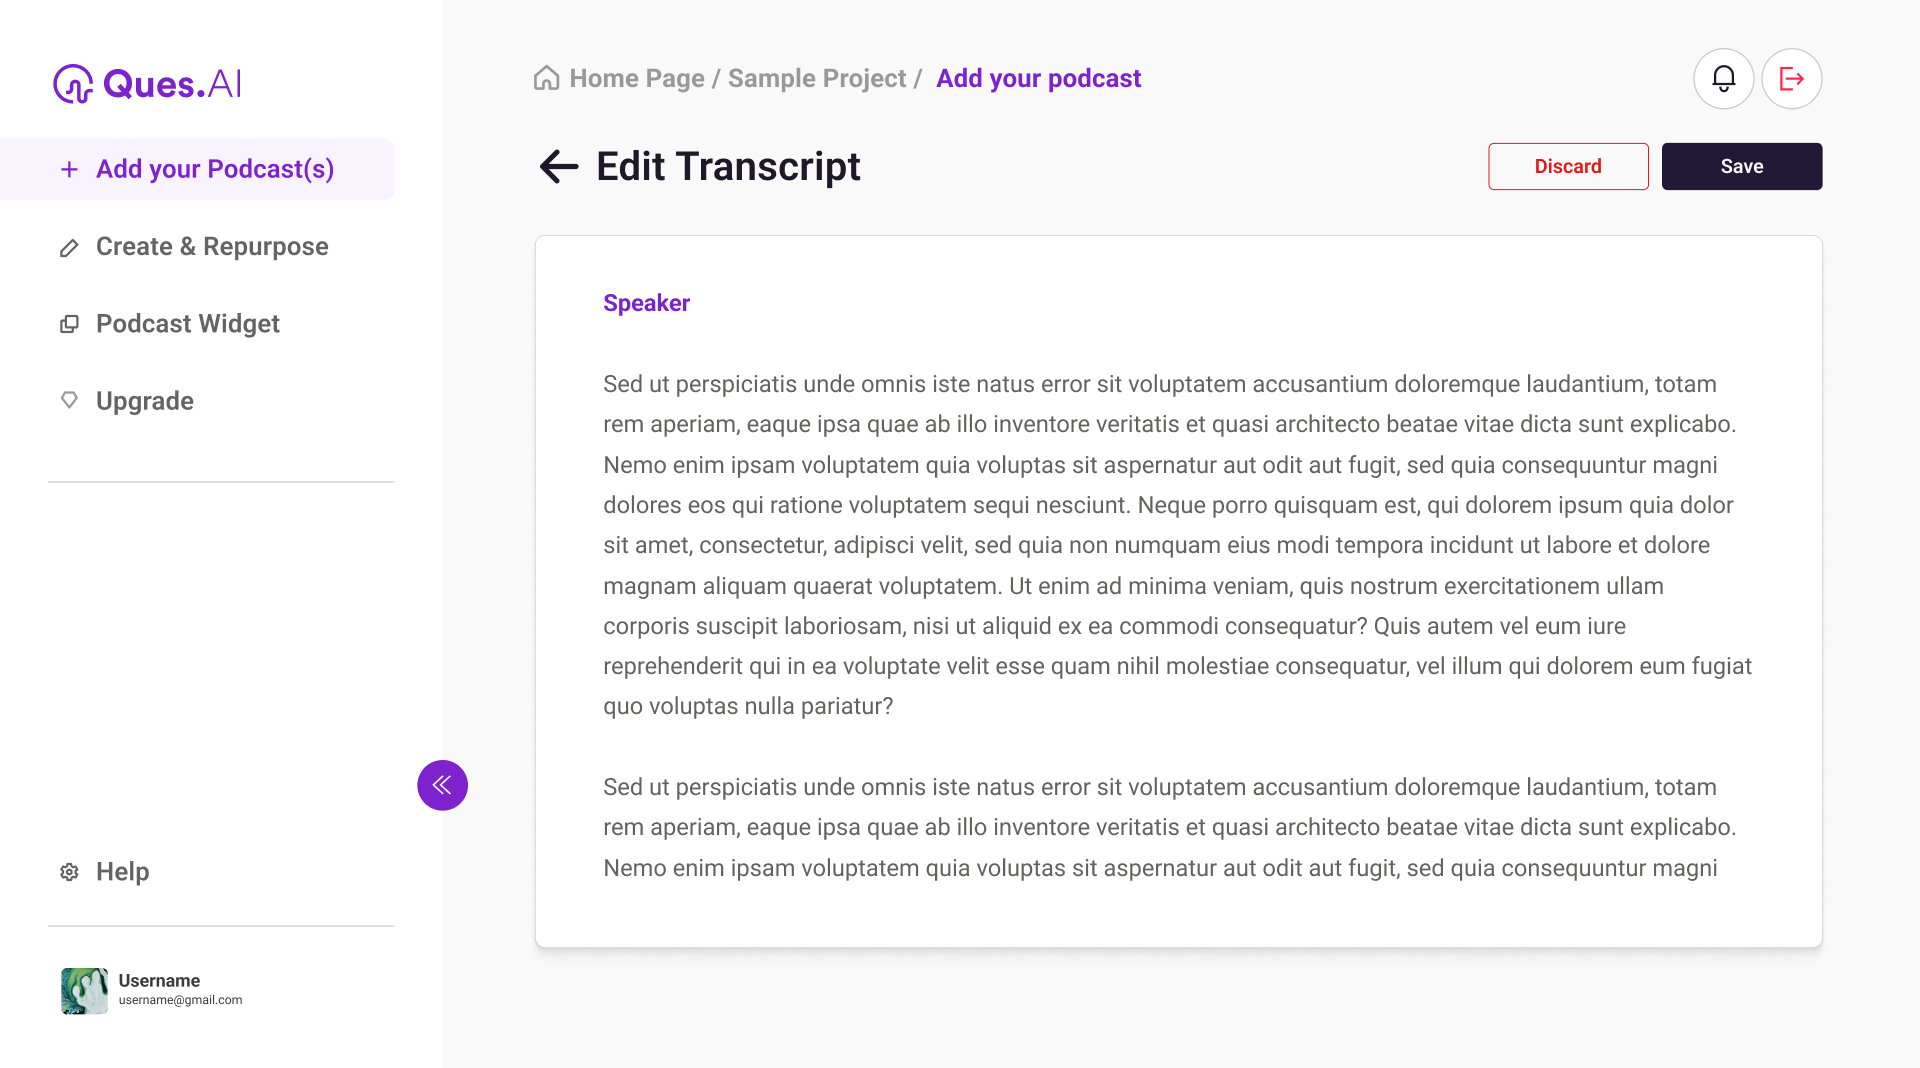 Ques.AI
Add your Podcast(s)
Create & Repurpose
Podcast Widget
Upgrade
Help
Username
username@gmail.com
Home Page / Sample Project / Add your podcast
Edit Transcript
Discard
Save
Speaker
Sed ut perspiciatis unde omnis iste natus error sit voluptatem accusantium doloremque laudantium, totam
rem aperiam, eaque ipsa quae ab illo inventore veritatis et quasi architecto beatae vitae dicta sunt explicabo.
Nemo enim ipsam voluptatem quia voluptas sit aspernatur aut odit aut fugit, sed quia consequuntur magni
dolores eos qui ratione voluptatem sequi nesciunt. Neque porro quisquam est, qui dolorem ipsum quia dolor
sit amet, consectetur, adipisci velit, sed quia non numquam eius modi tempora incidunt ut labore et dolore
magnam aliquam quaerat voluptatem. Ut enim ad minima veniam, quis nostrum exercitationem ullam
corporis suscipit laboriosam, nisi ut aliquid ex ea commodi consequatur? Quis autem vel eum iure
reprehenderit qui in ea voluptate velit esse quam nihil molestiae consequatur, vel illum qui dolorem eum fugiat
quo voluptas nulla pariatur?
Sed ut perspiciatis unde omnis iste natus error sit voluptatem accusantium doloremque laudantium, totam
rem aperiam, eaque ipsa quae ab illo inventore veritatis et quasi architecto beatae vitae dicta sunt explicabo.
Nemo enim ipsam voluptatem quia voluptas sit aspernatur aut odit aut fugit, sed quia consequuntur magni